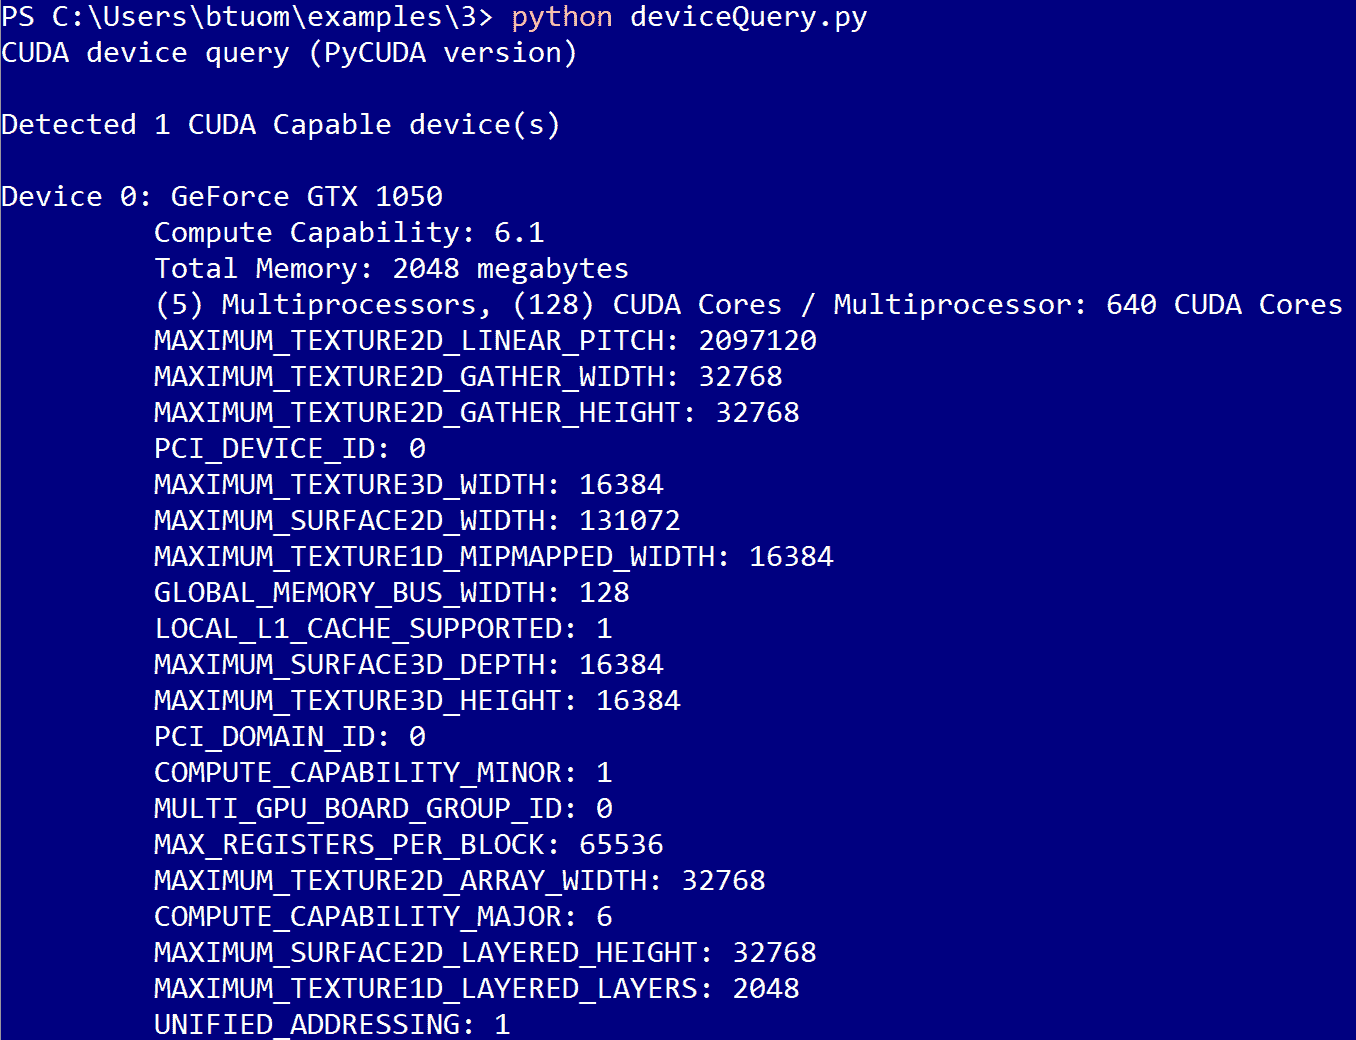 PS C:\Users\btuom\examples\3> python deviceQuery.py
CUDA device query (PyCUDA version)
Detected 1 CUDA Capable device(s)
Device 0: GeForce GTX 1050
Compute Capability: 6.1
Total Memory: 2048 megabytes
(5) Multiprocessors, (128) CUDA Cores / Multiprocessor: 640 CUDA Cores
MAXIMUM_TEXTURE2D_LINEAR_PITCH: 2097120
MAXIMUM_TEXTURE2D_GATHER_WIDTH: 32768
MAXIMUM_TEXTURE2D_GATHER_HEIGHT: 32768
PCI_DEVICE_ID: 0
MAXIMUM_TEXTURE3D_WIDTH: 16384
MAXIMUM_SURFACE2D_WIDTH: 131072
MAXIMUM_TEXTURE1D_MIPMAPPED_WIDTH: 16384
GLOBAL_MEMORY_BUS_WIDTH: 128
LOCAL_L1_CACHE_SUPPORTED: 1
MAXIMUM_SURFACE3D_DEPTH: 16384
MAXIMUM_TEXTURE3D_HEIGHT: 16384
PCI_DOMAIN_ID: 0
COMPUTE_CAPABILITY_MINOR: 1
MULTI_GPU_BOARD_GROUP_ID: 0
MAX_REGISTERS_PER_BLOCK: 65536
MAXIMUM_TEXTURE2D_ARRAY_WIDTH: 32768
COMPUTE_CAPABILITY_MAJOR: 6
MAXIMUM_SURFACE2D_LAYERED_HEIGHT: 32768
MAXIMUM_TEXTURE1D_LAYERED_LAYERS: 2048
UNIFIED_ADDRESSING: 1